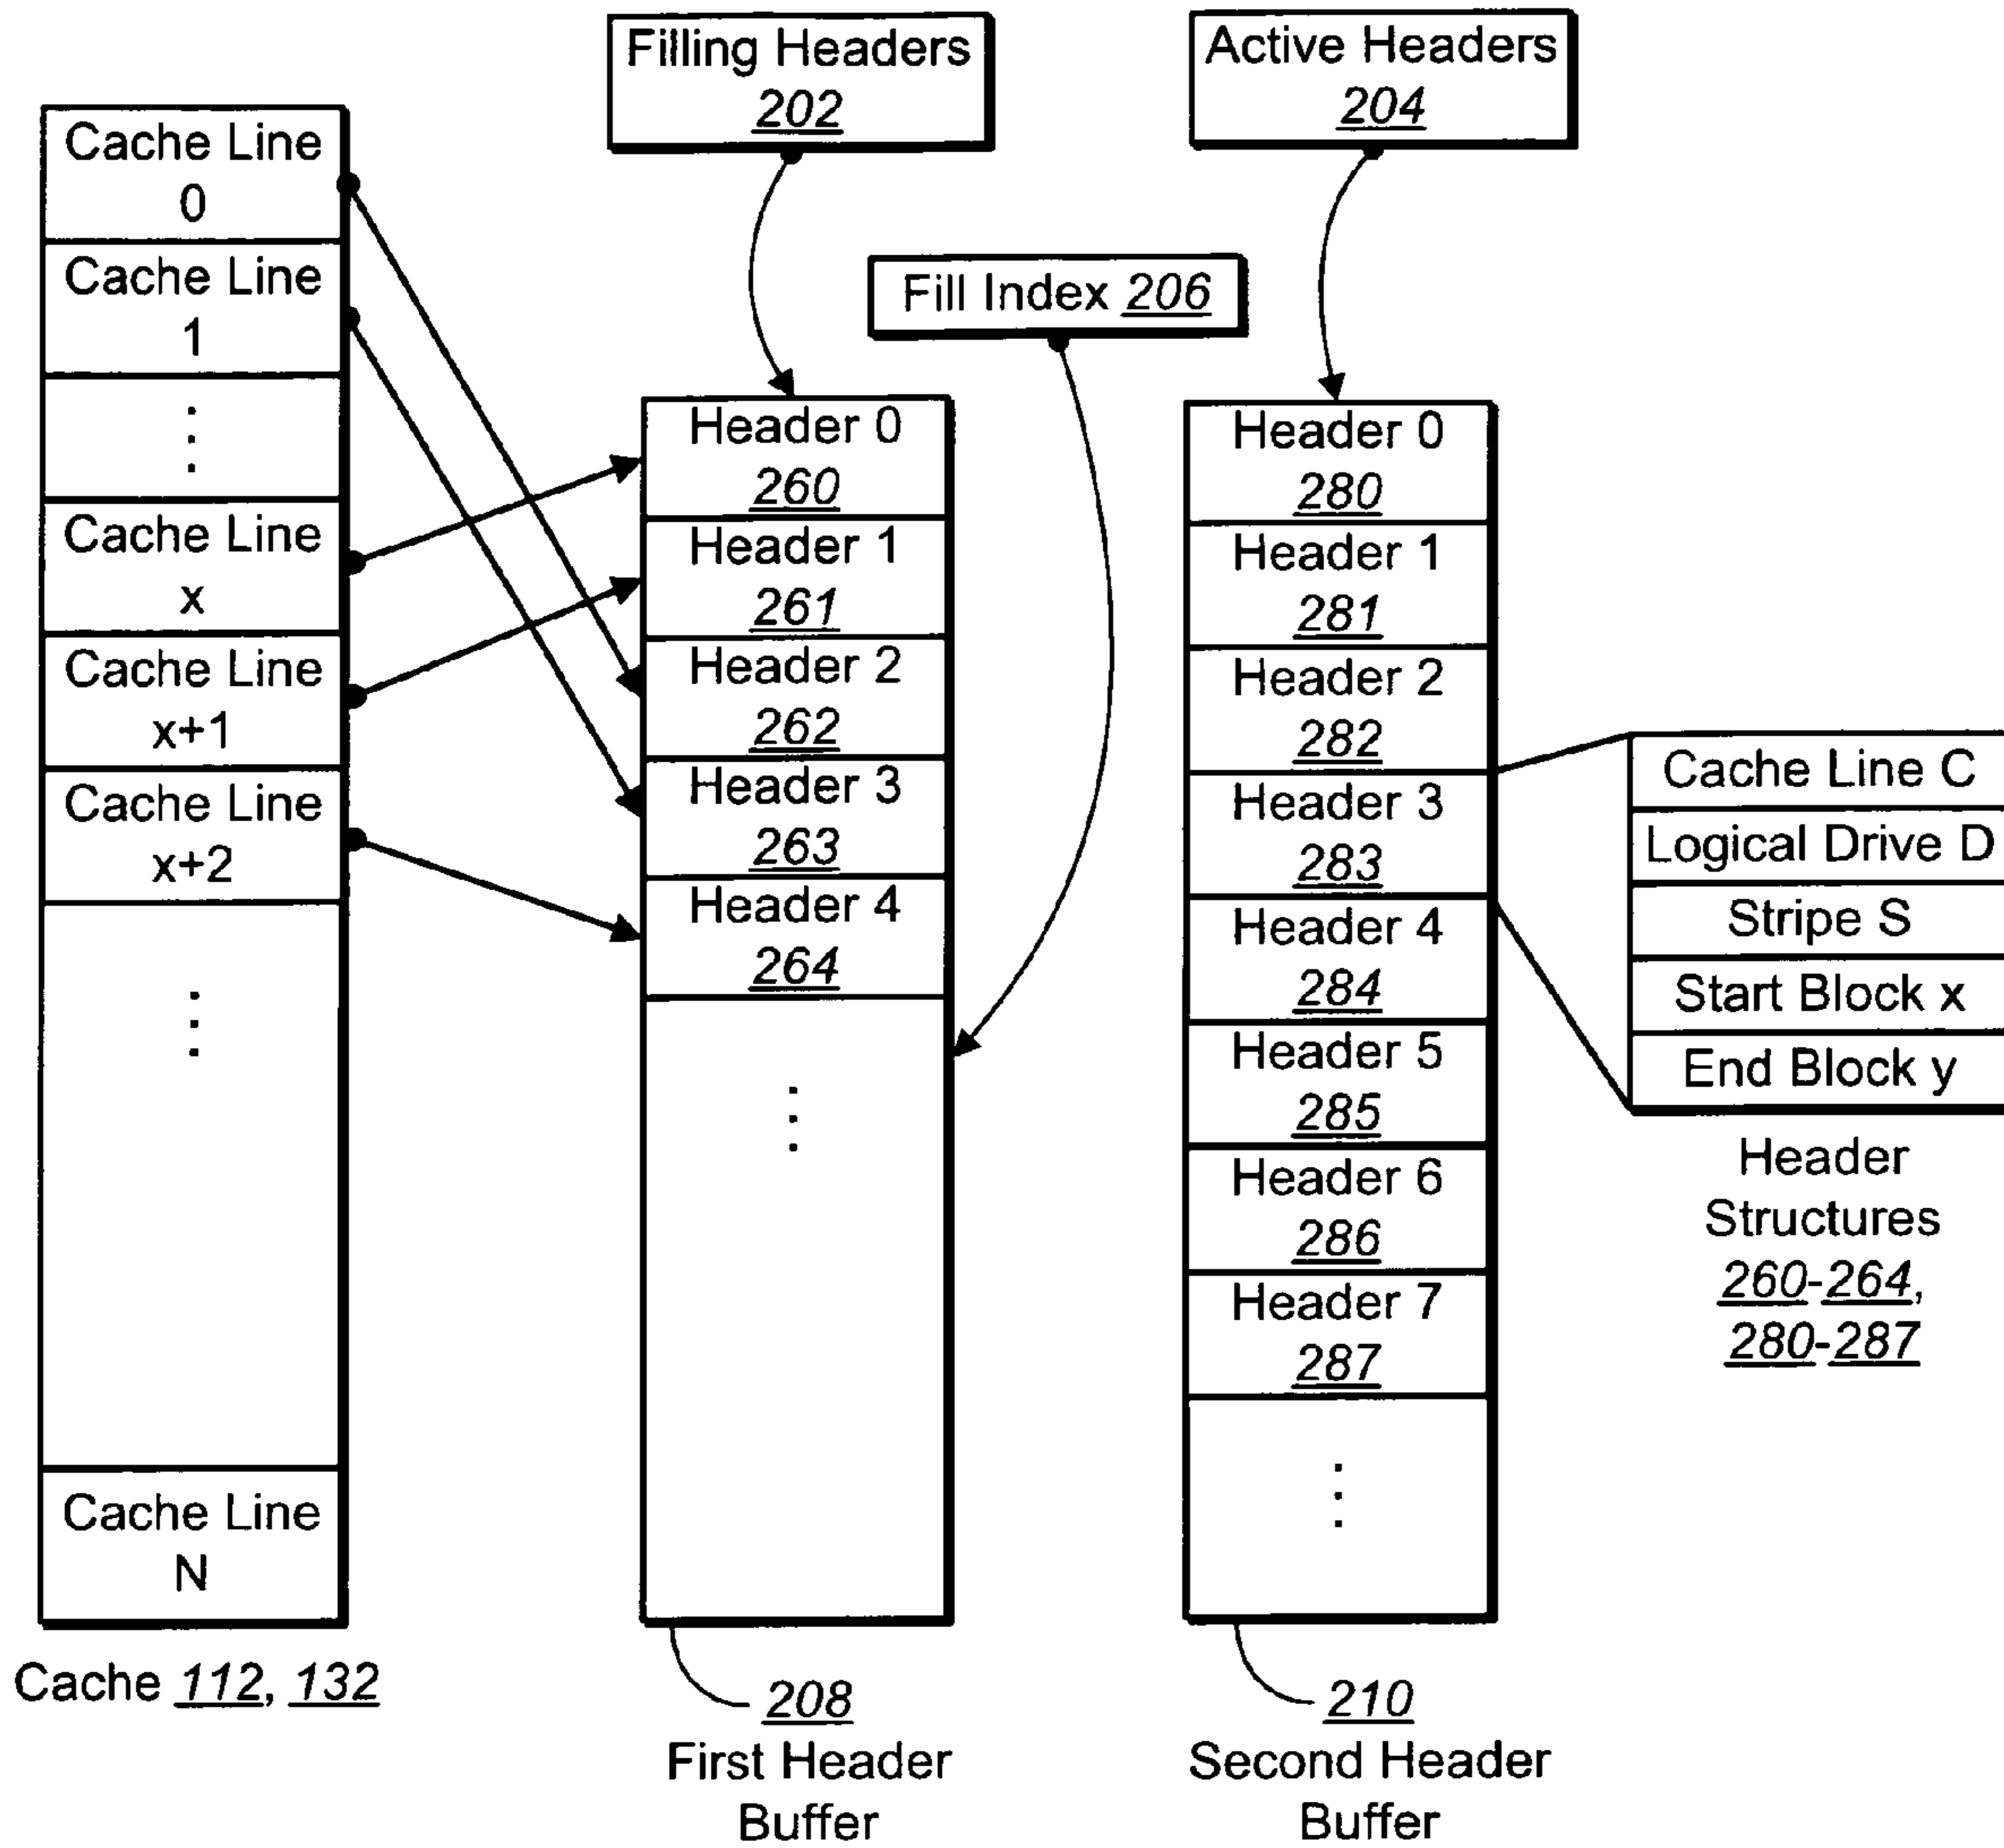 Filling Headers
202
Active Headers
204
Fill Index 206
Cache Line
0
Cache Line
1
Cache Line
x
Cache Line
x+1
Cache Line
x+2
Cache Line
N
Cache 112, 132
Header 0
260
Header 1
261
Header 2
262
Header 3
263
Header 4
264
208
First Header
Buffer
Header 0
280
Header 1
281
Header 2
282
Header 3
283
Header 4
284
Header 5
285
Header 6
286
Header 7
287
210
Second Header
Buffer
Cache Line C
Logical Drive D
Stripe S
Start Block x
End Block y
Header
Structures
260-264,
280-287